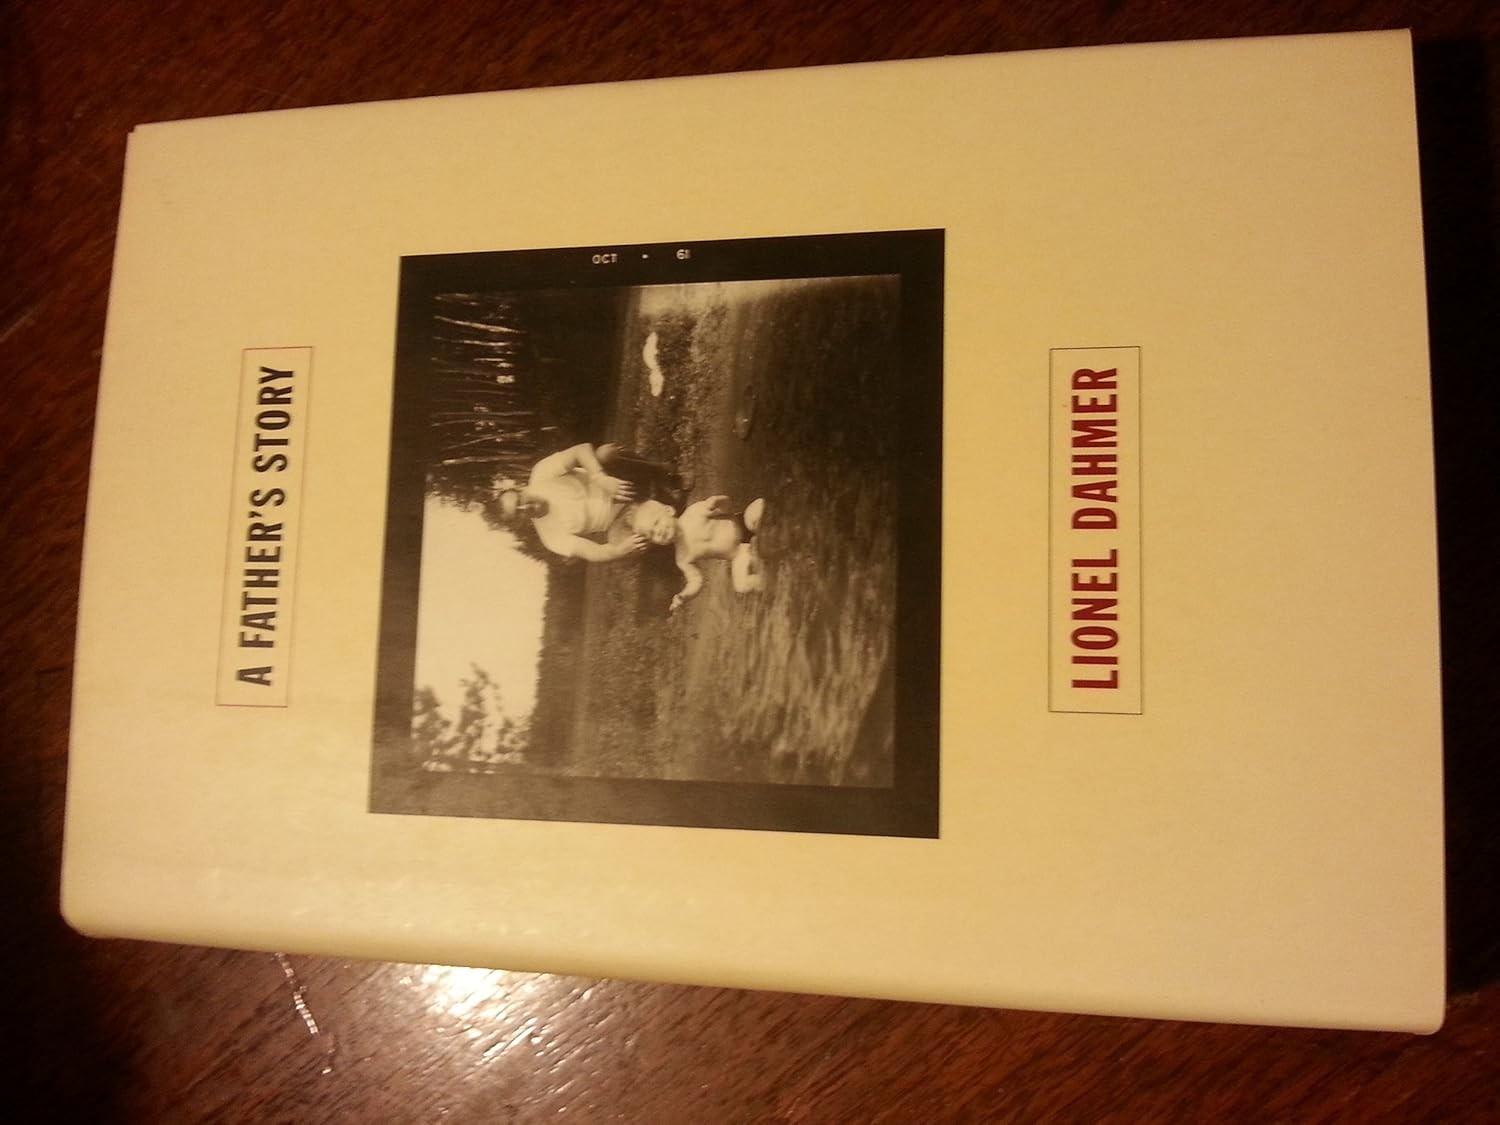 A FATHER'S STORY
OCT • 61
LIONEL DAHMER